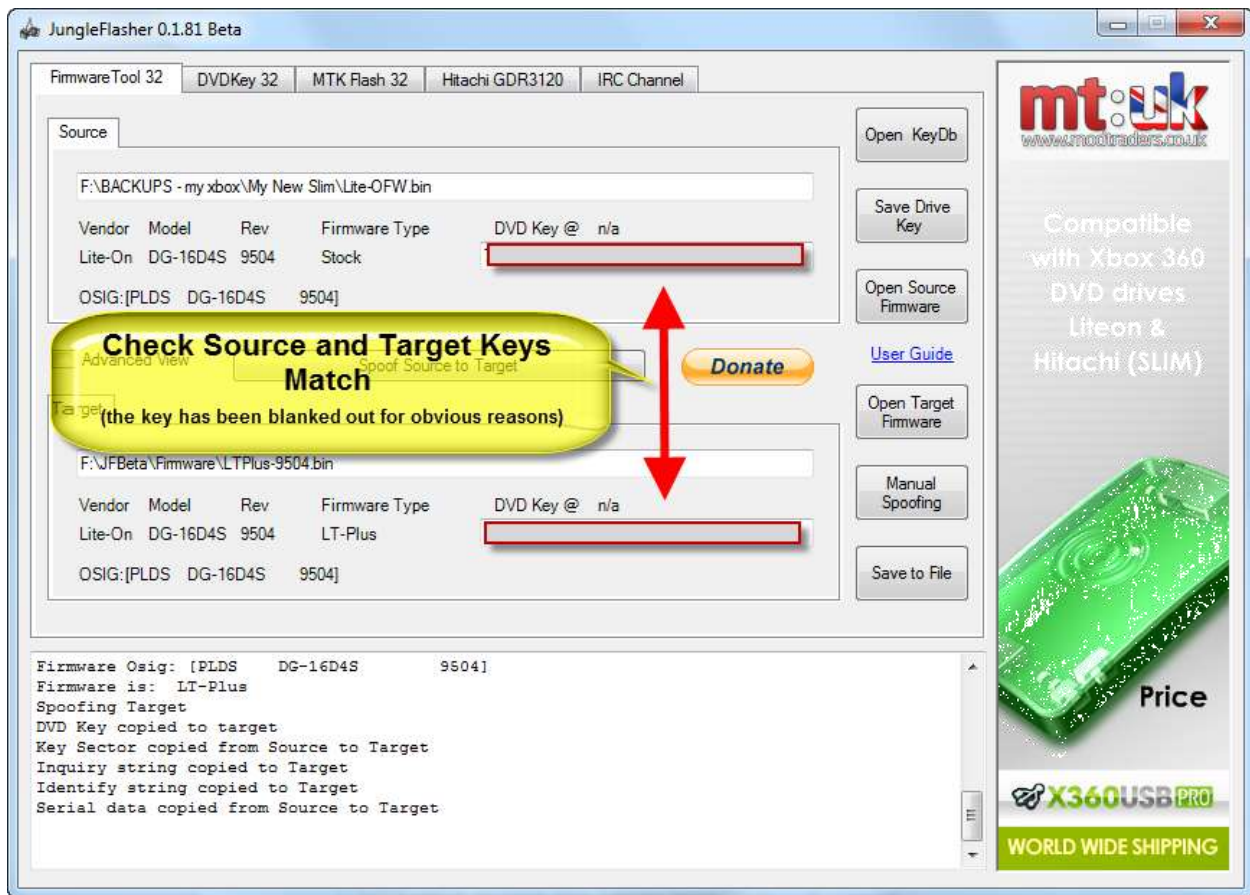 JungleFlasher 0.1.81 Beta
FirmwareTool 32
DVDKey 32
MTK Flash 32
Hitachi GDR3120
IRC Channel
Source
F:\BACKUPS - my xbox\My New Slim\Lite-OFW.bin
Vendor Model Rev Firmware Type DVD Key @ n/a
Lite-On DG-16D4S 9504 Stock
OSIG:[PLDS DG-16D4S 9504]
Advanced View
Spoof Source to Target
Check Source and Target Keys
Match
(the key has been blanked out for obvious reasons)
Donate
Target
F:\JFBeta\Firmware\LTPlus-9504.bin
Vendor Model Rev Firmware Type DVD Key @ n/a
Lite-On DG-16D4S 9504 LT-Plus
OSIG:[PLDS DG-16D4S 9504]
Open KeyDb
Save Drive
Key
Open Source
Firmware
User Guide
Open Target
Firmware
Manual
Spoofing
Save to File
Firmware Osig: [PLDS DG-16D4S 9504]
Firmware is: LT-Plus
Spoofing Target
DVD Key copied to target
Key Sector copied from Source to Target
Inquiry string copied to Target
Identify string copied to Target
Serial data copied from Source to Target
mt:uk
www.modtraders.co.uk
Compatible
with Xbox 360
DVD drives
Liteon &
Hitachi (SLIM)
Price
X360USB PRO
WORLD WIDE SHIPPING